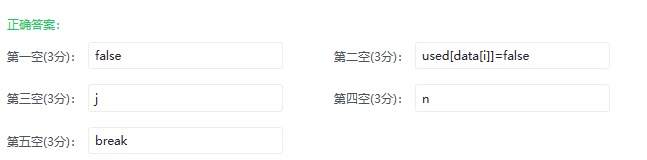 正确答案：
第一空(3分)： false 第二空(3分)： used[data[i]]=false
第三空(3分)： j 第四空(3分)： n
第五空(3分)： break